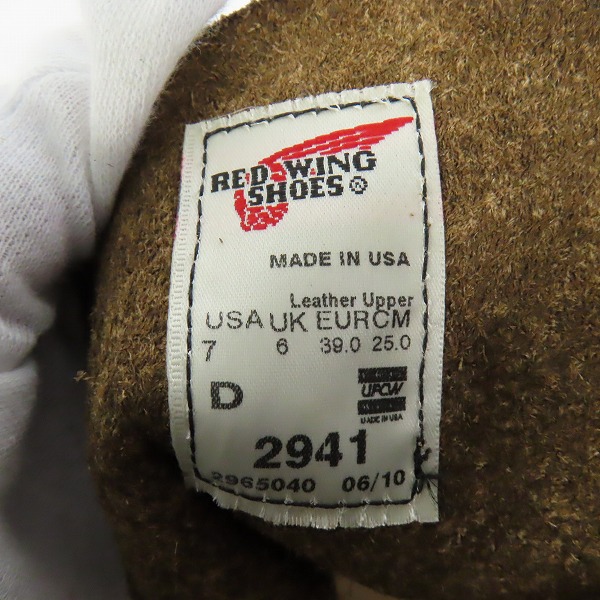 RED WING
SHOES®
MADE IN USA
Leather Upper
USA UK EUR CM
7 6 39.0 25.0
D
UFCW
MADE IN USA
2941
2965040 06/10